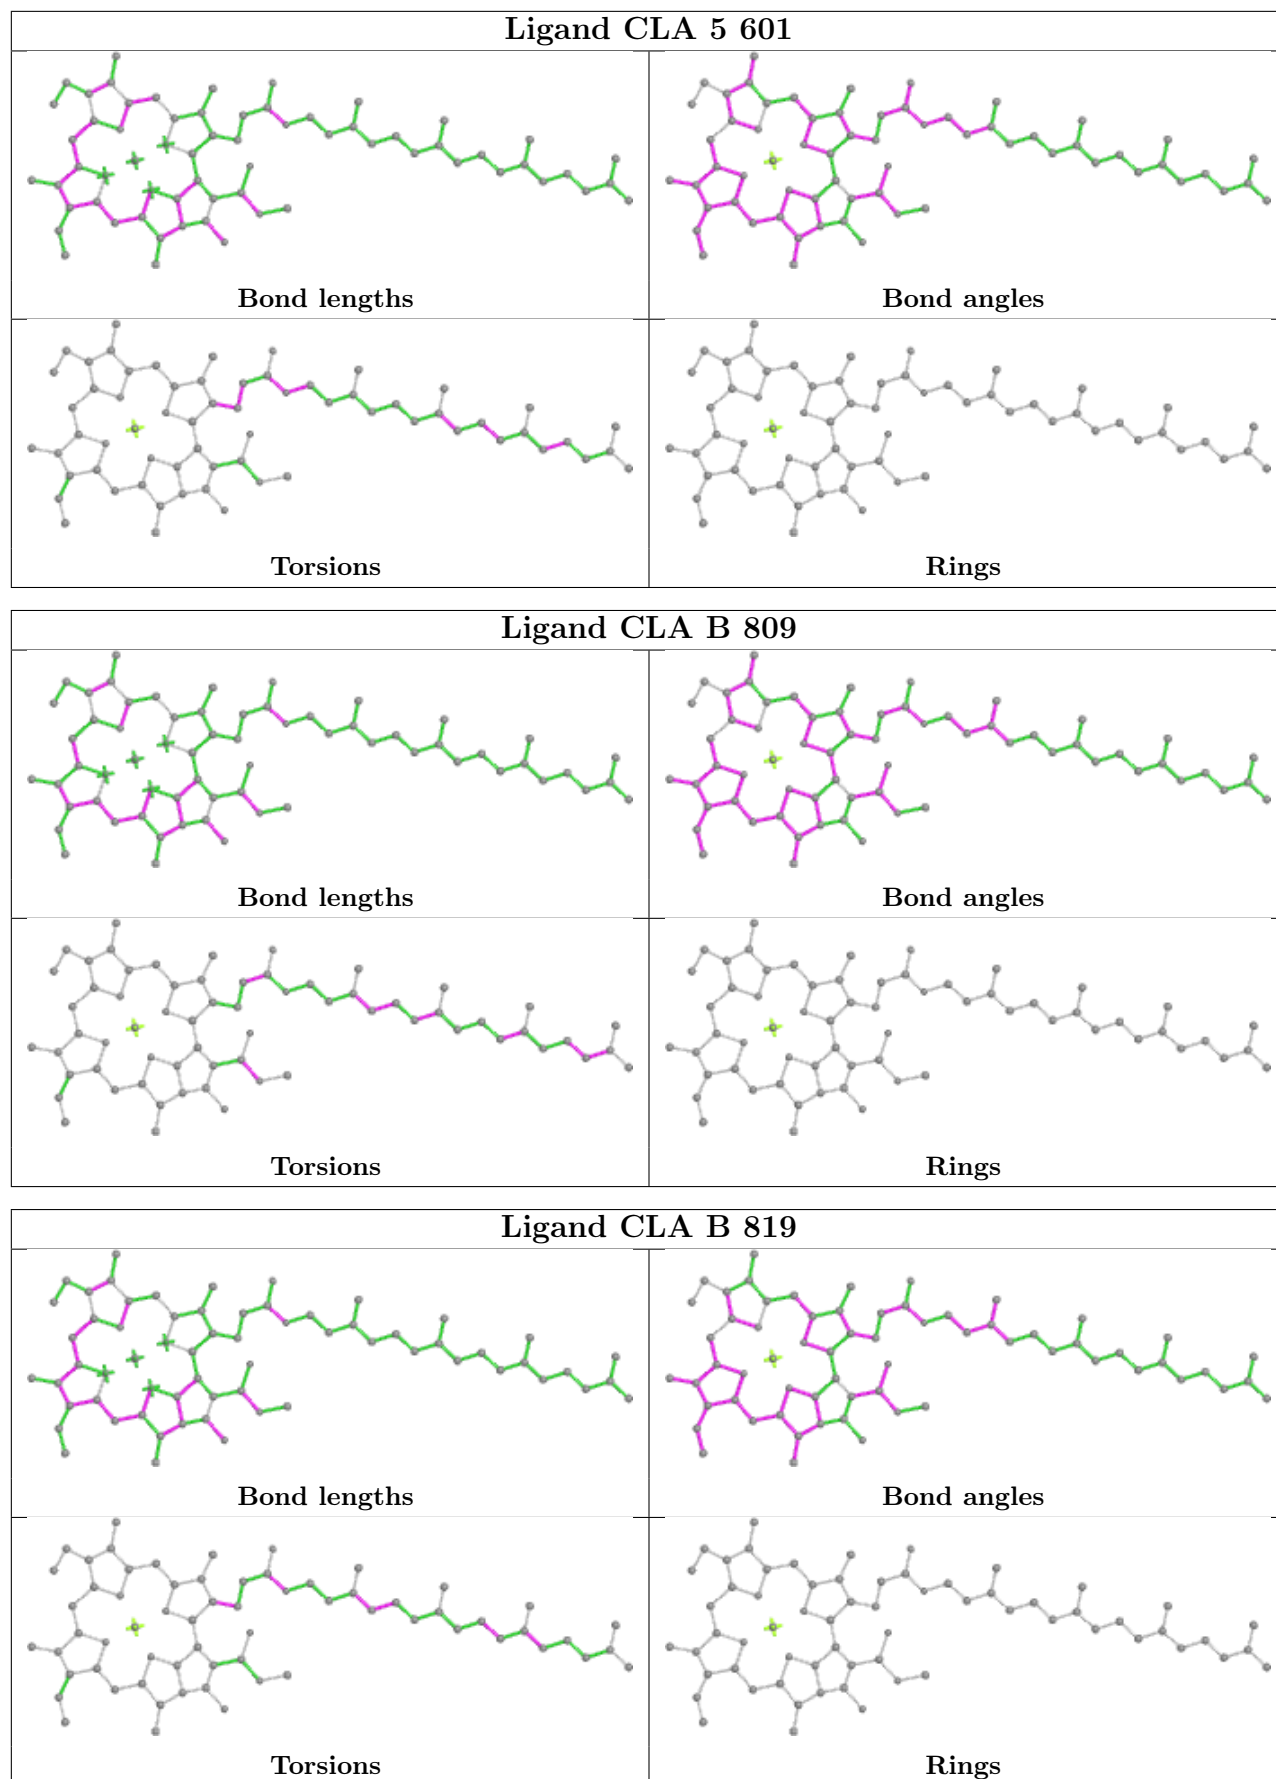 Ligand CLA 5 601
Bond lengths
Bond angles
Torsions
Rings
Ligand CLA B 809
Bond lengths
Bond angles
Torsions
Rings
Ligand CLA B 819
Bond lengths
Bond angles
Torsions
Rings